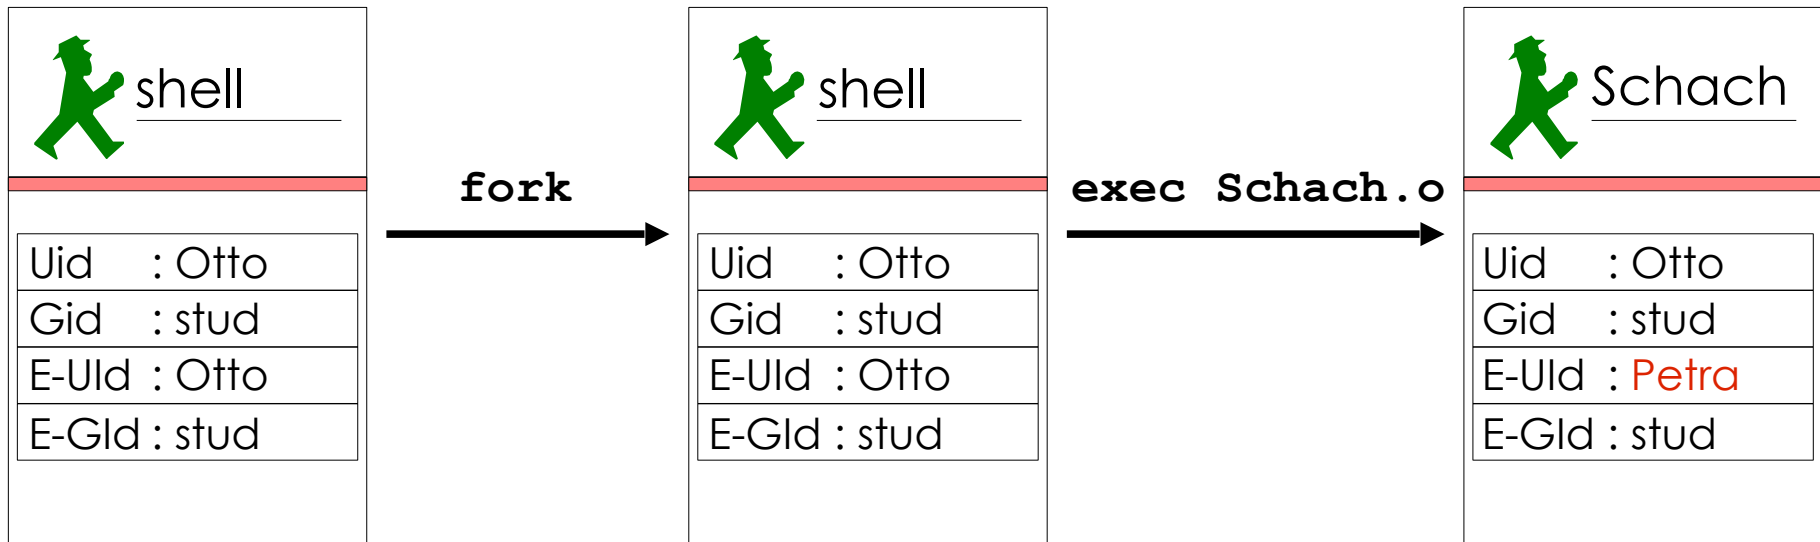 shell
Uid : Otto
Gid : stud
E-UId : Otto
E-GId : stud
fork
shell
Uid : Otto
Gid : stud
E-UId : Otto
E-GId : stud
exec Schach.o
Schach
Uid : Otto
Gid : stud
E-UId : Petra
E-GId : stud